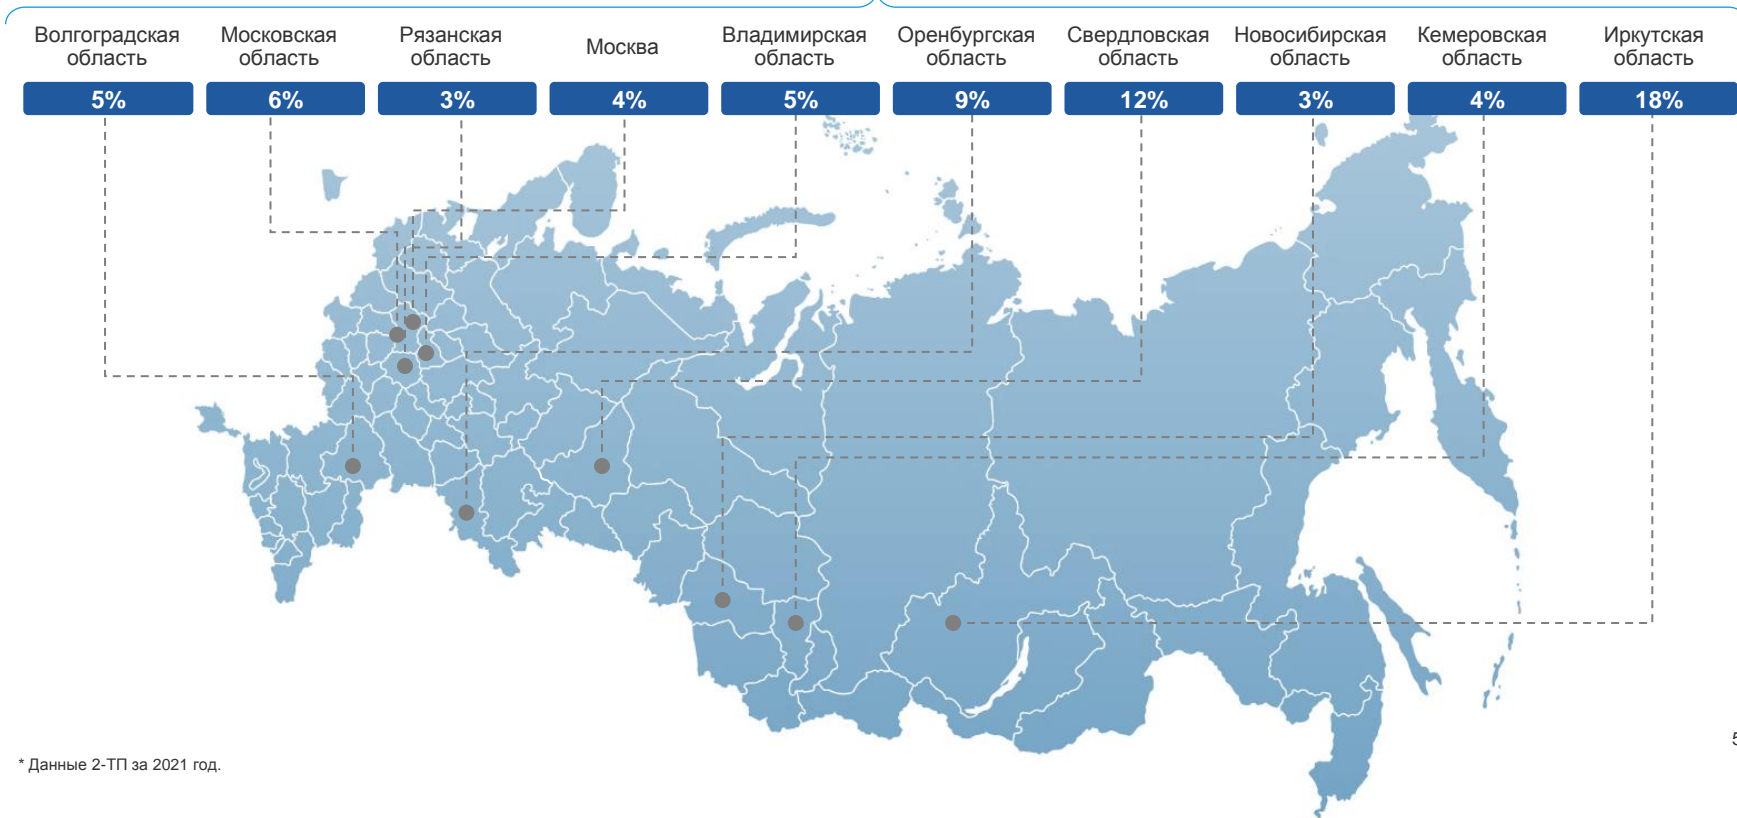 Волгоградская
область
Московская
область
Рязанская
область
Москва
Владимирская
область
Оренбургская
область
Свердловская
область
Новосибирская
область
Кемеровская
область
Иркутская
область
5%
6%
3%
4%
5%
9%
12%
3%
4%
18%
5
* Данные 2-ТП за 2021 год.